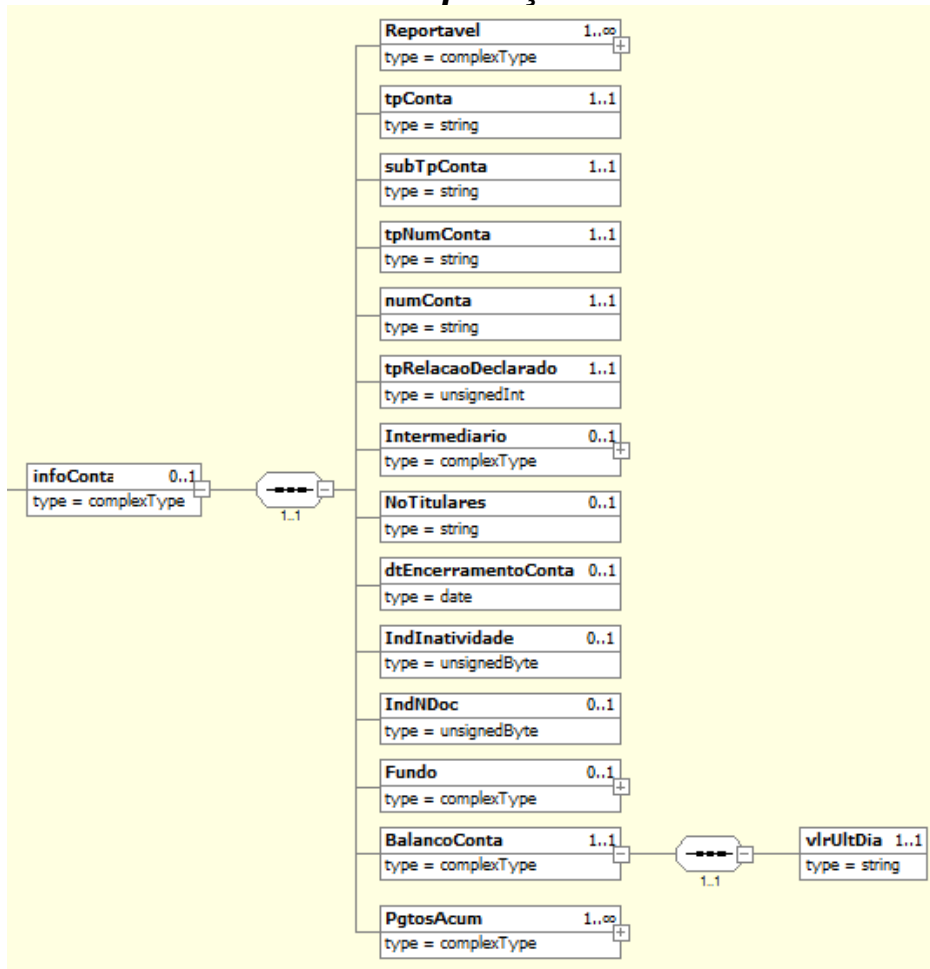 Reportavel 1..∞
type = complexType
tpConta 1..1
type = string
subTpConta 1..1
type = string
tpNumConta 1..1
type = string
numConta 1..1
type = string
tpRelacaoDeclarado 1..1
type = unsignedInt
Intermediario 0..1
type = complexType
infoConta 0..1
type = complexType
1..1
NoTitulares 0..1
type = string
dtEncerramentoConta 0..1
type = date
IndInatividade 0..1
type = unsignedByte
IndNDoc 0..1
type = unsignedByte
Fundo 0..1
type = complexType
BalancoConta 1..1
type = complexType
1..1
vlrUltDia 1..1
type = string
PgtosAcum 1..∞
type = complexType